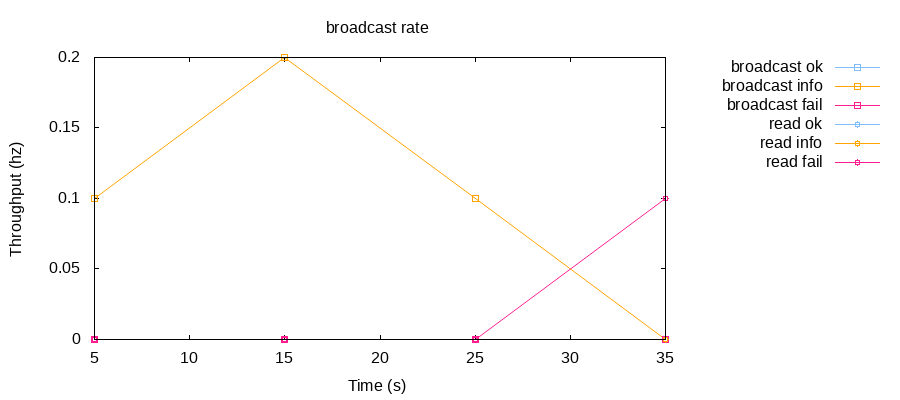 broadcast rate
0.2
0.15
0.1
0.05
0
5
10
15
20
25
30
35
Throughput (hz)
Time (s)
broadcast ok
broadcast info
broadcast fail
read ok
read info
read fail